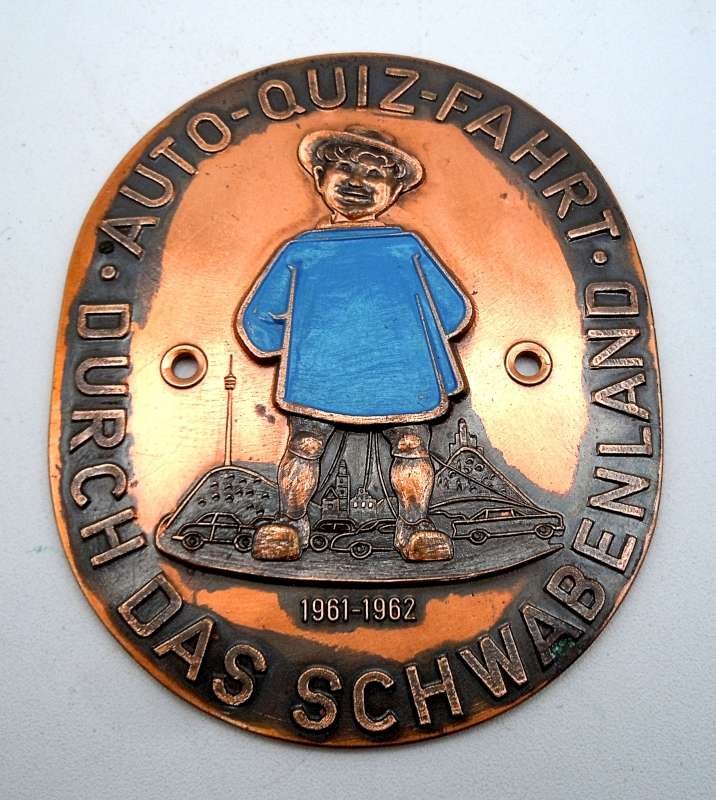 AUTO-QUIZ-FAHRT
· DURCH DAS SCHWABENLAND ·
1961-1962